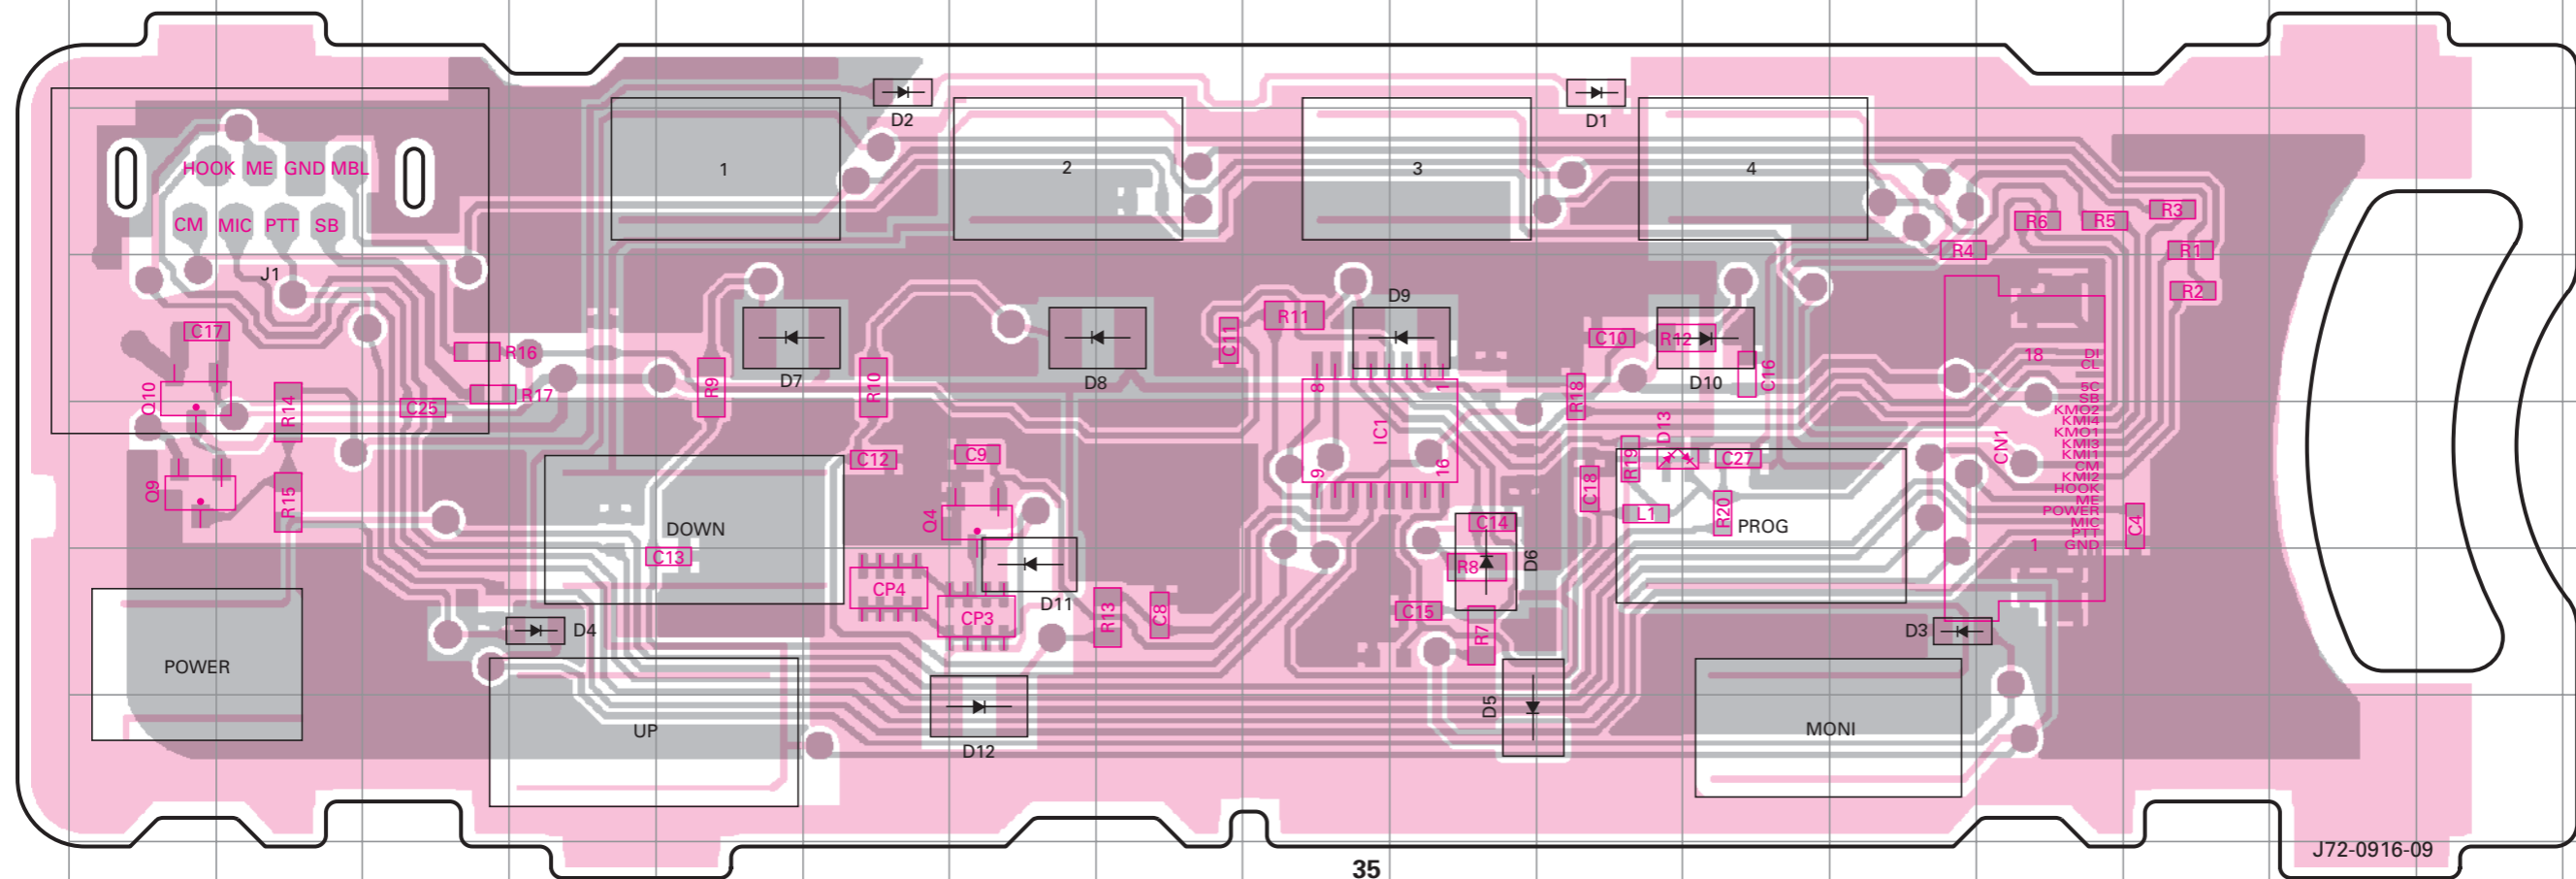 D2
D1
HOOK ME GND MBL
1
2
3
4
CM MIC PTT SB
R6
R5
R3
R4
R1
J1
R2
D9
C17
R11
C11
C10
R12
R16
18
DI
CL
D7
D8
D10
C16
8
1
R9
R10
R18
Q10
R14
C25
R17
SC
SB
KMO2
KMI4
KMO1
KMI3
KMI1
CM
KMI2
HOOK
ME
POWER
MIC
PTT
1
GND
CN1
C4
IC1
D13
C12
C9
9
16
R19
C27
Q9
R15
Q4
C18
L1
R20
PROG
DOWN
C14
C13
R8
D6
CP4
D11
CP3
R13
C8
C15
R7
D4
D3
POWER
D5
UP
MONI
D12
J72-0916-09
35